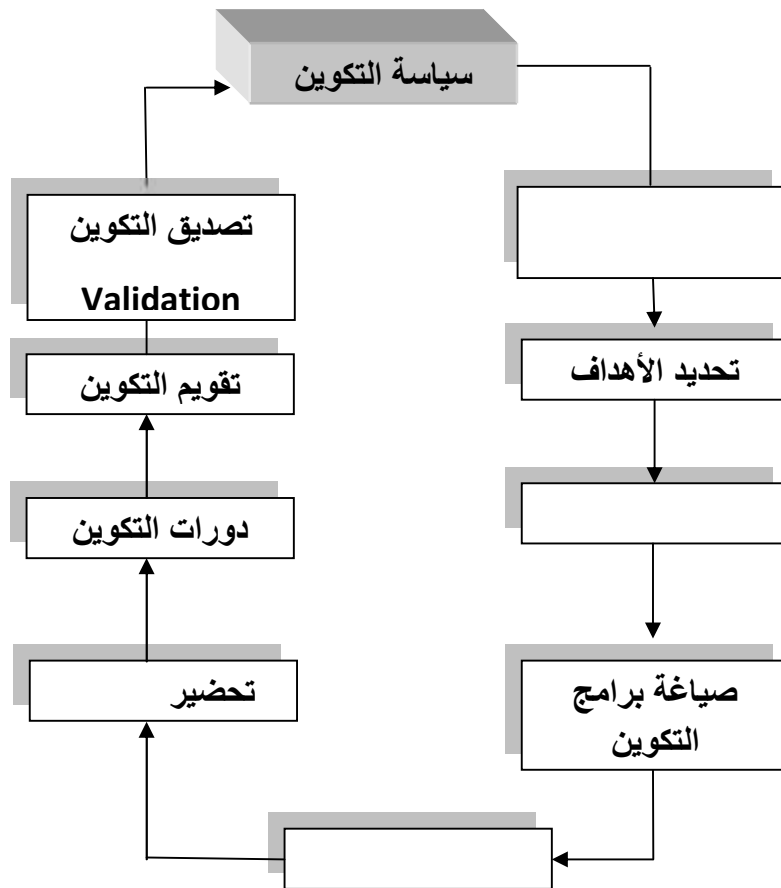 سياسة التكوين
تصديق التكوين
Validation
تحديد الأهداف
تقويم التكوين
دورات التكوين
تحضير
صياغة برامج
التكوين